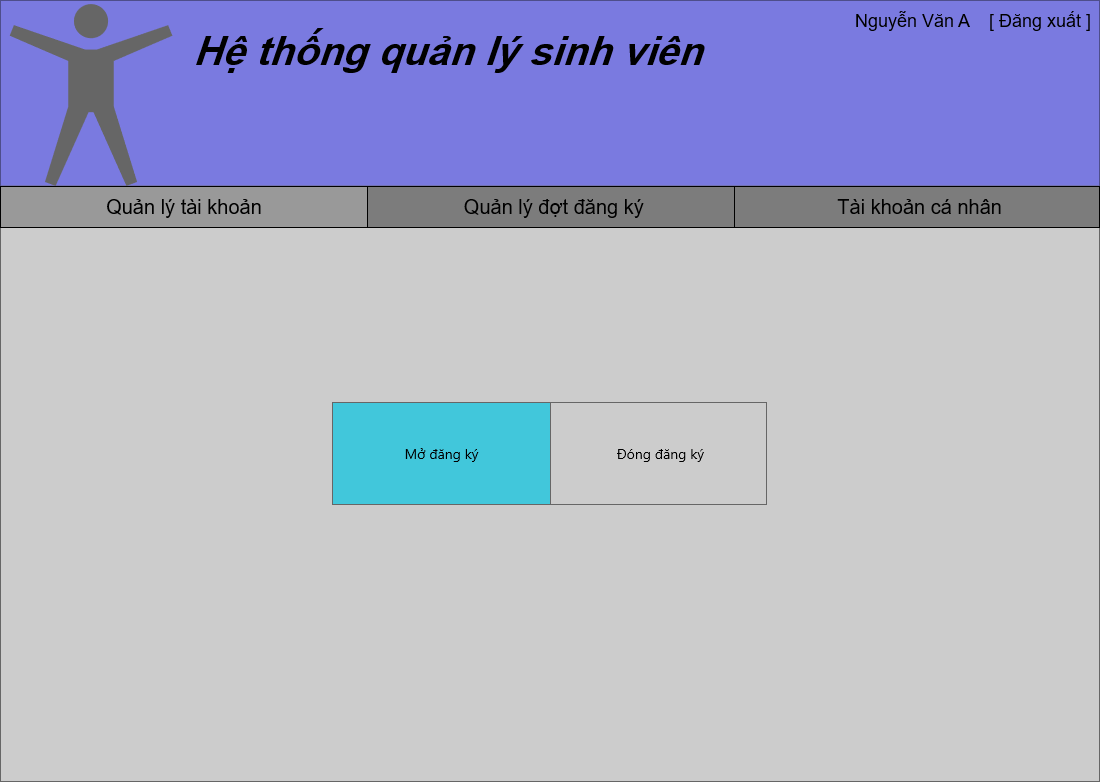 Nguyễn Văn A [ Đăng xuất ]
Hệ thống quản lý sinh viên
Quản lý tài khoản
Quản lý đợt đăng ký
Tài khoản cá nhân
Mở đăng ký
Đóng đăng ký